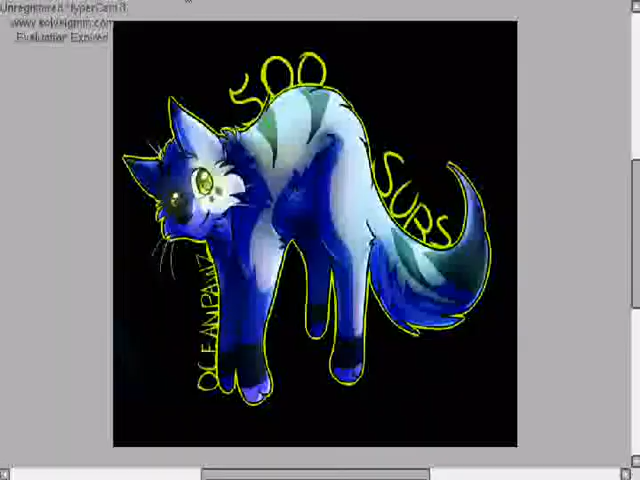 Unregistered HyperCam 3
www.solveigmm.com
Evaluation Expired
500
SUBS
OCEANPAWZ